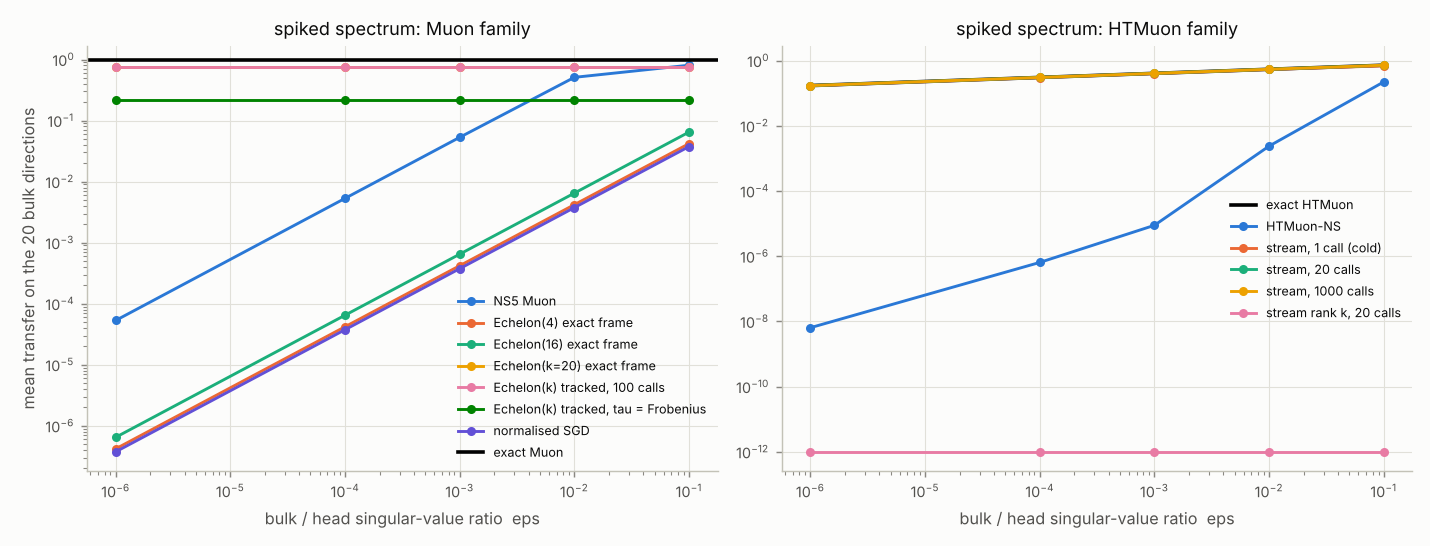 spiked spectrum: Muon family
mean transfer on the 20 bulk directions
10⁰
10⁻¹
10⁻²
10⁻³
10⁻⁴
10⁻⁵
10⁻⁶
NS5 Muon
Echelon(4) exact frame
Echelon(16) exact frame
Echelon(k=20) exact frame
Echelon(k) tracked, 100 calls
Echelon(k) tracked, tau = Frobenius
normalised SGD
exact Muon
10⁻⁶
10⁻⁵
10⁻⁴
10⁻³
10⁻²
10⁻¹
bulk / head singular-value ratio eps
spiked spectrum: HTMuon family
10⁰
10⁻²
10⁻⁴
10⁻⁶
10⁻⁸
10⁻¹⁰
10⁻¹²
exact HTMuon
HTMuon-NS
stream, 1 call (cold)
stream, 20 calls
stream, 1000 calls
stream rank k, 20 calls
10⁻⁶
10⁻⁵
10⁻⁴
10⁻³
10⁻²
10⁻¹
bulk / head singular-value ratio eps